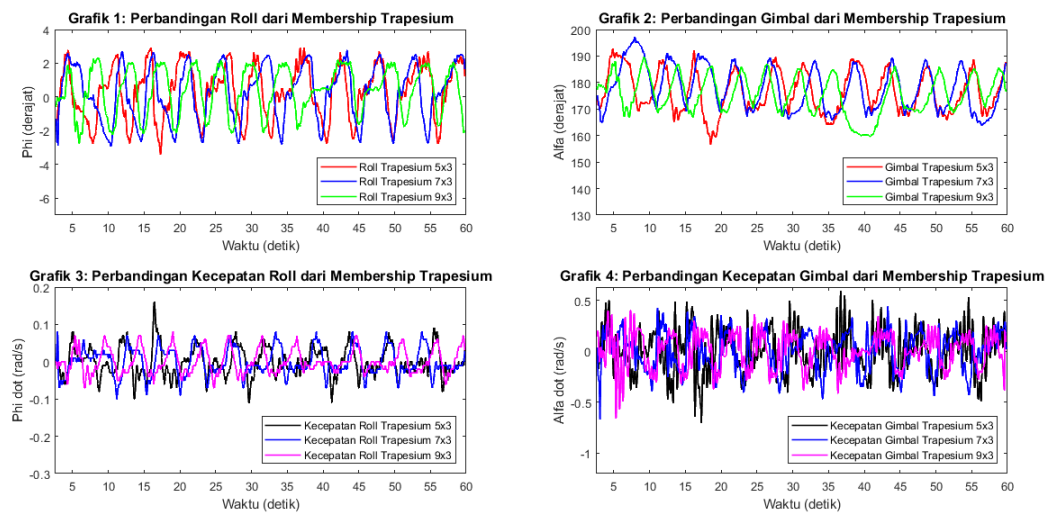 Grafik 1: Perbandingan Roll dari Membership Trapesium
Phi (derajat)
4
2
0
-2
-4
-6
Roll Trapesium 5x3
Roll Trapesium 7x3
Roll Trapesium 9x3
5 10 15 20 25 30 35 40 45 50 55 60
Waktu (detik)
Grafik 2: Perbandingan Gimbal dari Membership Trapesium
Alfa (derajat)
200
190
180
170
160
150
140
130
Gimbal Trapesium 5x3
Gimbal Trapesium 7x3
Gimbal Trapesium 9x3
5 10 15 20 25 30 35 40 45 50 55 60
Waktu (detik)
Grafik 3: Perbandingan Kecepatan Roll dari Membership Trapesium
Phi dot (rad/s)
0.2
0.1
0
-0.1
-0.2
-0.3
Kecepatan Roll Trapesium 5x3
Kecepatan Roll Trapesium 7x3
Kecepatan Roll Trapesium 9x3
5 10 15 20 25 30 35 40 45 50 55 60
Waktu (detik)
Grafik 4: Perbandingan Kecepatan Gimbal dari Membership Trapesium
Alfa dot (rad/s)
0.5
0
-0.5
-1
Kecepatan Gimbal Trapesium 5x3
Kecepatan Gimbal Trapesium 7x3
Kecepatan Gimbal Trapesium 9x3
5 10 15 20 25 30 35 40 45 50 55 60
Waktu (detik)